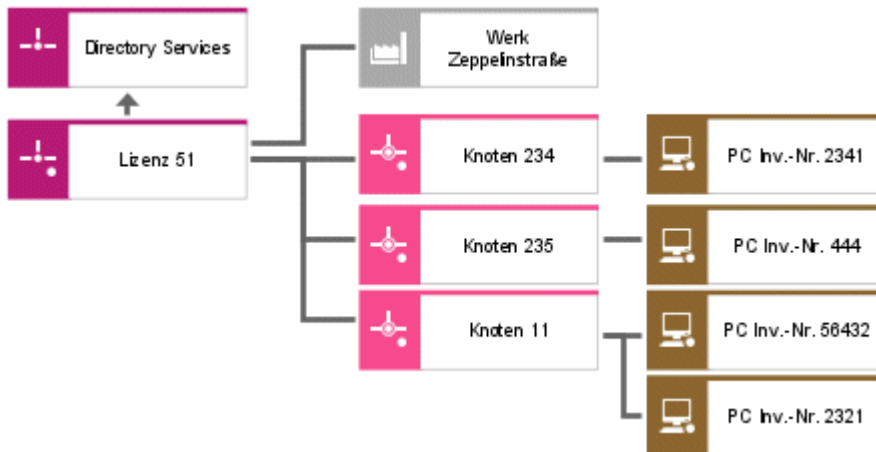 Directory Services
Werk
Zeppelinstraße
Lizenz 51
Knoten 234
PC Inv.-Nr. 2341
Knoten 235
PC Inv.-Nr. 444
Knoten 11
PC Inv.-Nr. 56432
PC Inv.-Nr. 2321